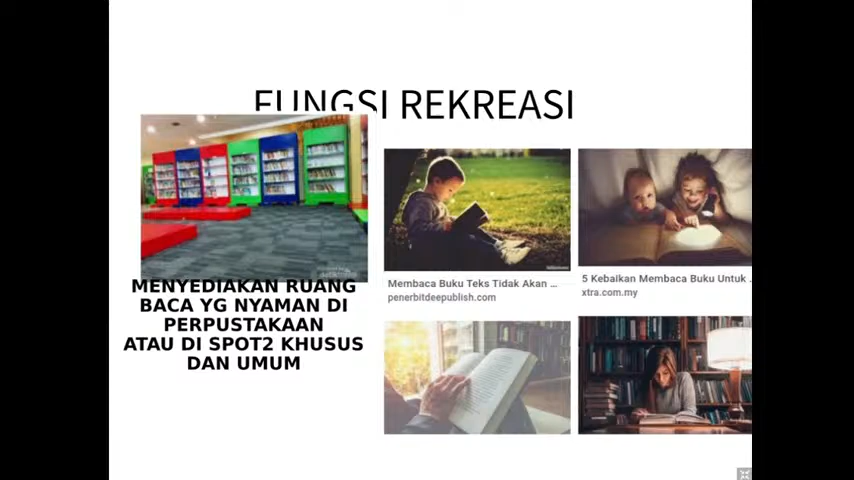 FUNGSI REKREASI
MENYEDIAKAN RUANG
BACA YG NYAMAN DI
PERPUSTAKAAN
ATAU DI SPOT2 KHUSUS
DAN UMUM
Membaca Buku Teks Tidak Akan ...
penerbitdeepublish.com
5 Kebaikan Membaca Buku Untuk
xtra.com.my